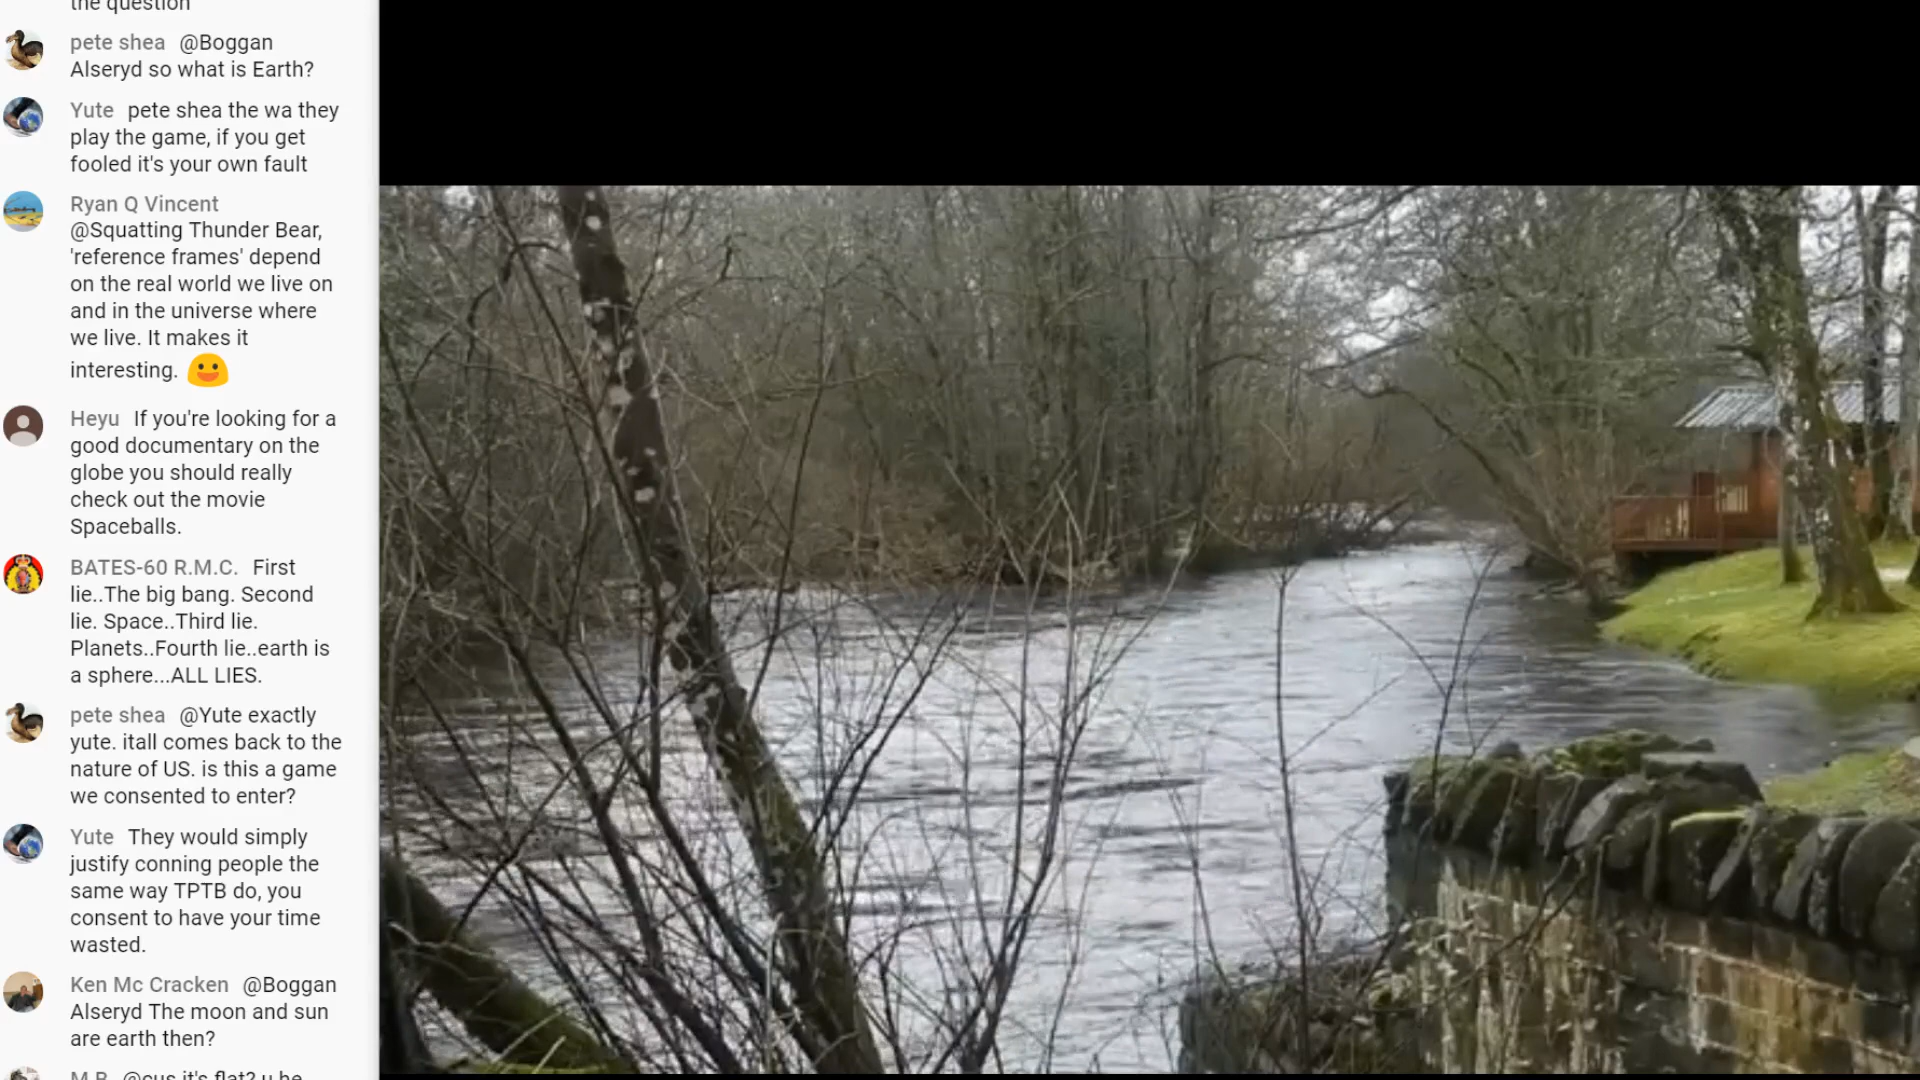 the question
pete shea @Boggan
Alseryd so what is Earth?
Yute pete shea the wa they
play the game, if you get
fooled it's your own fault
Ryan Q Vincent
@Squatting Thunder Bear,
'reference frames' depend
on the real world we live on
and in the universe where
we live. It makes it
interesting.
Heyu If you're looking for a
good documentary on the
globe you should really
check out the movie
Spaceballs.
BATES-60 R.M.C. First
lie..The big bang. Second
lie. Space..Third lie.
Planets..Fourth lie..earth is
a sphere...ALL LIES.
pete shea @Yute exactly
yute. itall comes back to the
nature of US. is this a game
we consented to enter?
Yute They would simply
justify conning people the
same way TPTB do, you
consent to have your time
wasted.
Ken Mc Cracken @Boggan
Alseryd The moon and sun
are earth then?
M B @cus it's flat? u he